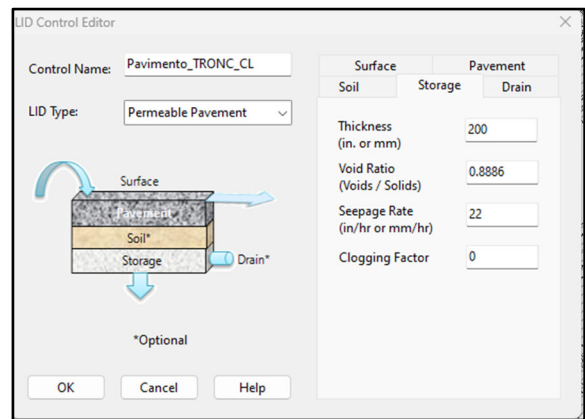 LID Control Editor
Control Name: Pavimento_TRONC_CL
LID Type: Permeable Pavement
Surface
Pavement
Soil*
Storage
Drain*
*Optional
OK Cancel Help
Surface Pavement
Soil Storage Drain
Thickness 200
(in. or mm)
Void Ratio 0.8886
(Voids / Solids)
Seepage Rate 22
(in/hr or mm/hr)
Clogging Factor 0